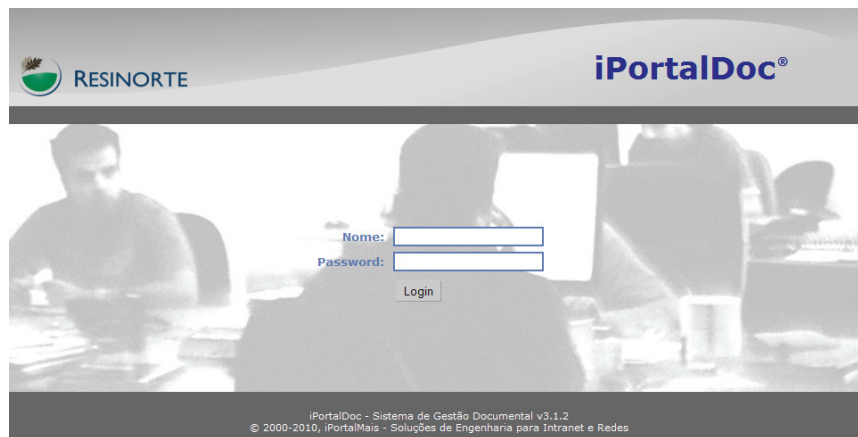 RESINORTE
iPortalDoc®
Nome:
Password:
Login
iPortalDoc - Sistema de Gestão Documental v3.1.2
© 2000-2010, iPortalMais - Soluções de Engenharia para Intranet e Redes